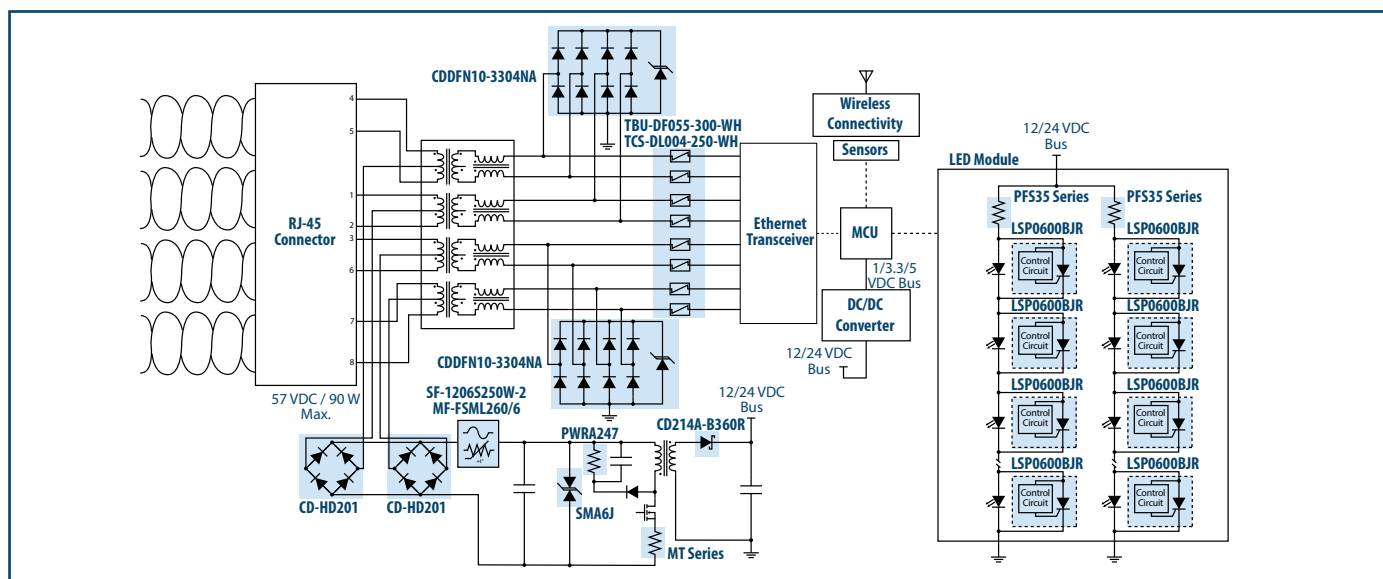 CDDFN10-3304NA
TBU-DF055-300-WH
TCS-DL004-250-WH
Wireless
Connectivity
Sensors
12/24 VDC
Bus
LED Module
4
5
1
2
3
6
7
8
RJ-45
Connector
Ethernet
Transceiver
MCU
1/3.3/5
VDC Bus
DC/DC
Converter
12/24 VDC
Bus
PFS35 Series
PFS35 Series
LSP0600BJR
LSP0600BJR
Control
Circuit
Control
Circuit
LSP0600BJR
LSP0600BJR
Control
Circuit
Control
Circuit
LSP0600BJR
LSP0600BJR
Control
Circuit
Control
Circuit
LSP0600BJR
LSP0600BJR
Control
Circuit
Control
Circuit
CDDFN10-3304NA
57 VDC / 90 W
Max.
SF-1206S250W-2
MF-FSML260/6
+t°
PWRA247
CD214A-B360R
12/24 VDC
Bus
CD-HD201
CD-HD201
SMA6J
MT Series